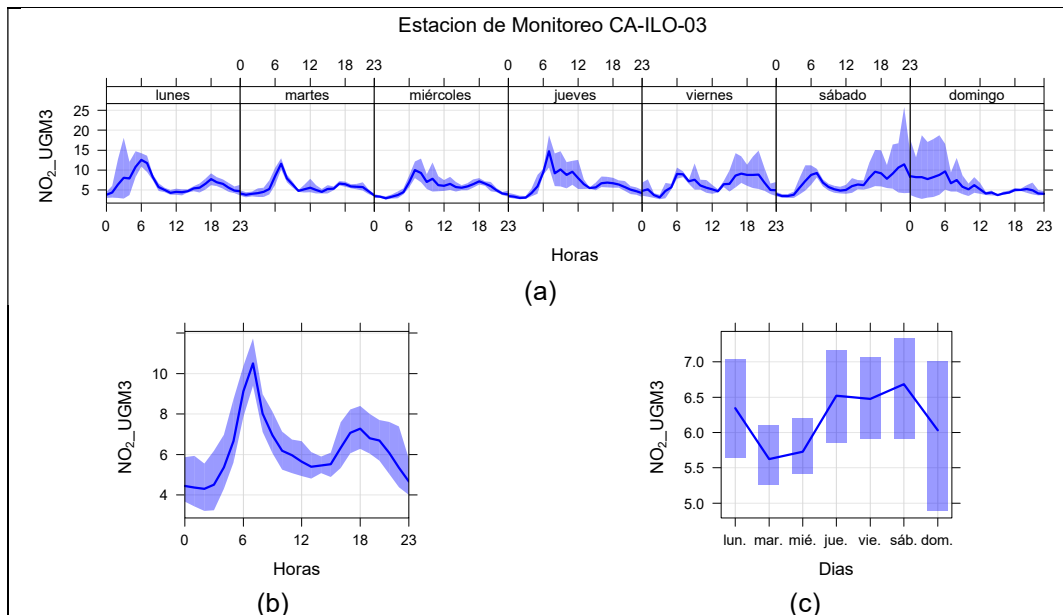 Estacion de Monitoreo CA-ILO-03
0 6 12 18 23 0 6 12 18 23 0 6 12 18 23
lunes martes miércoles jueves viernes sábado domingo
NO2_UGM3
25
20
15
10
5
0 6 12 18 23 0 6 12 18 23 0 6 12 18 23 0 6 12 18 23
Horas
(a)
NO2_UGM3
10
8
6
4
0 6 12 18 23
Horas
(b)
NO2_UGM3
7.0
6.5
6.0
5.5
5.0
lun. mar. mié. jue. vie. sáb. dom.
Dias
(c)